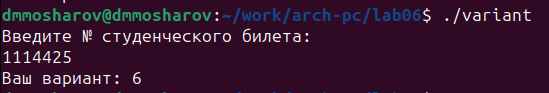 dmmosharov@dmmosharov:~/work/arch-pc/lab06$ ./variant
Введите № студенческого билета:
1114425
Ваш вариант: 6